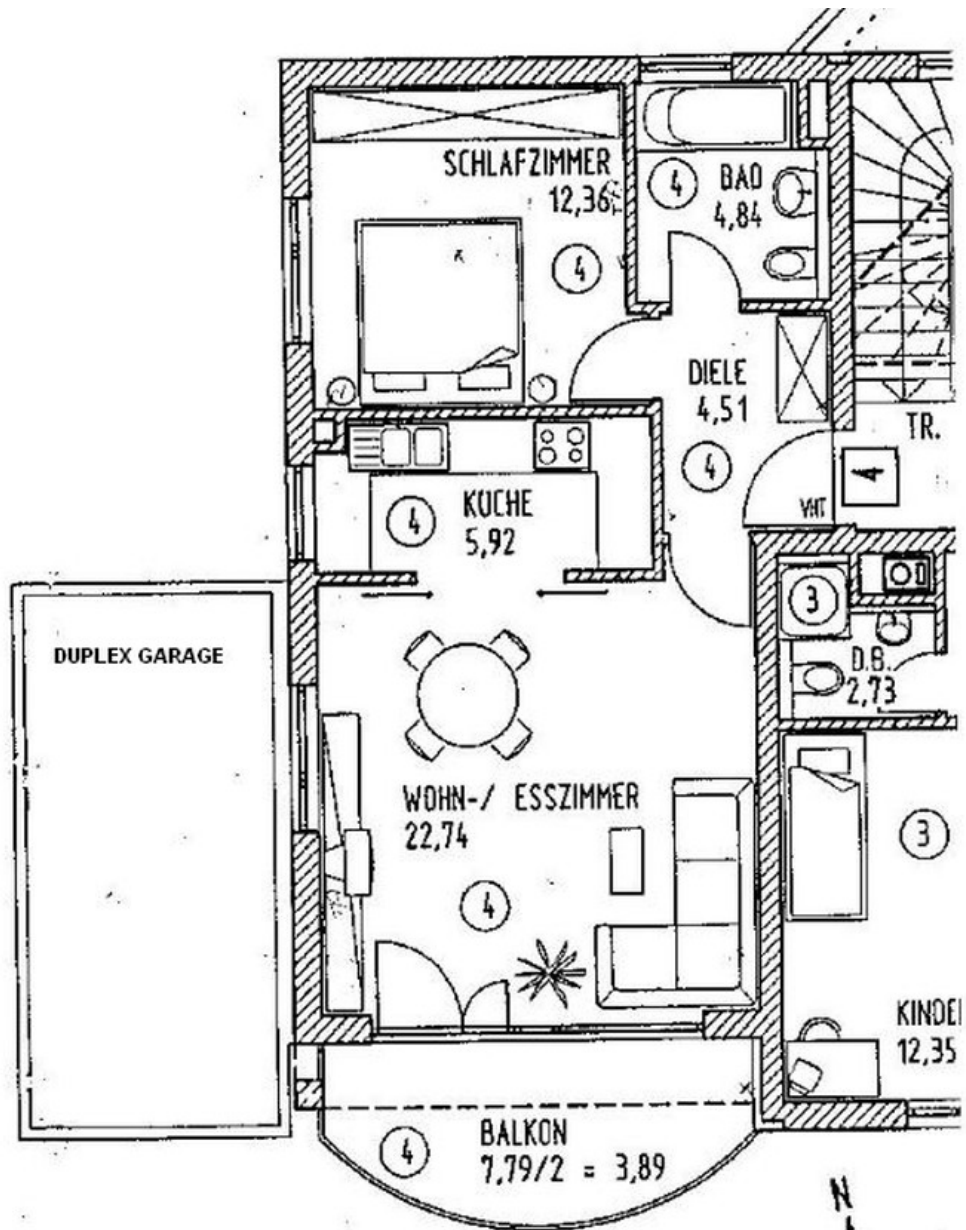 SCHLAFZIMMER
12,36
4
4
BAD
4,84
DIELE
4,51
4
TR.
4
VHT
KÜCHE
5,92
4
3
D.B.
2,73
DUPLEX GARAGE
WOHN-/ ESSZIMMER
22,74
4
3
KINDE
12,35
BALKON
7,79/2 = 3,89
4
N